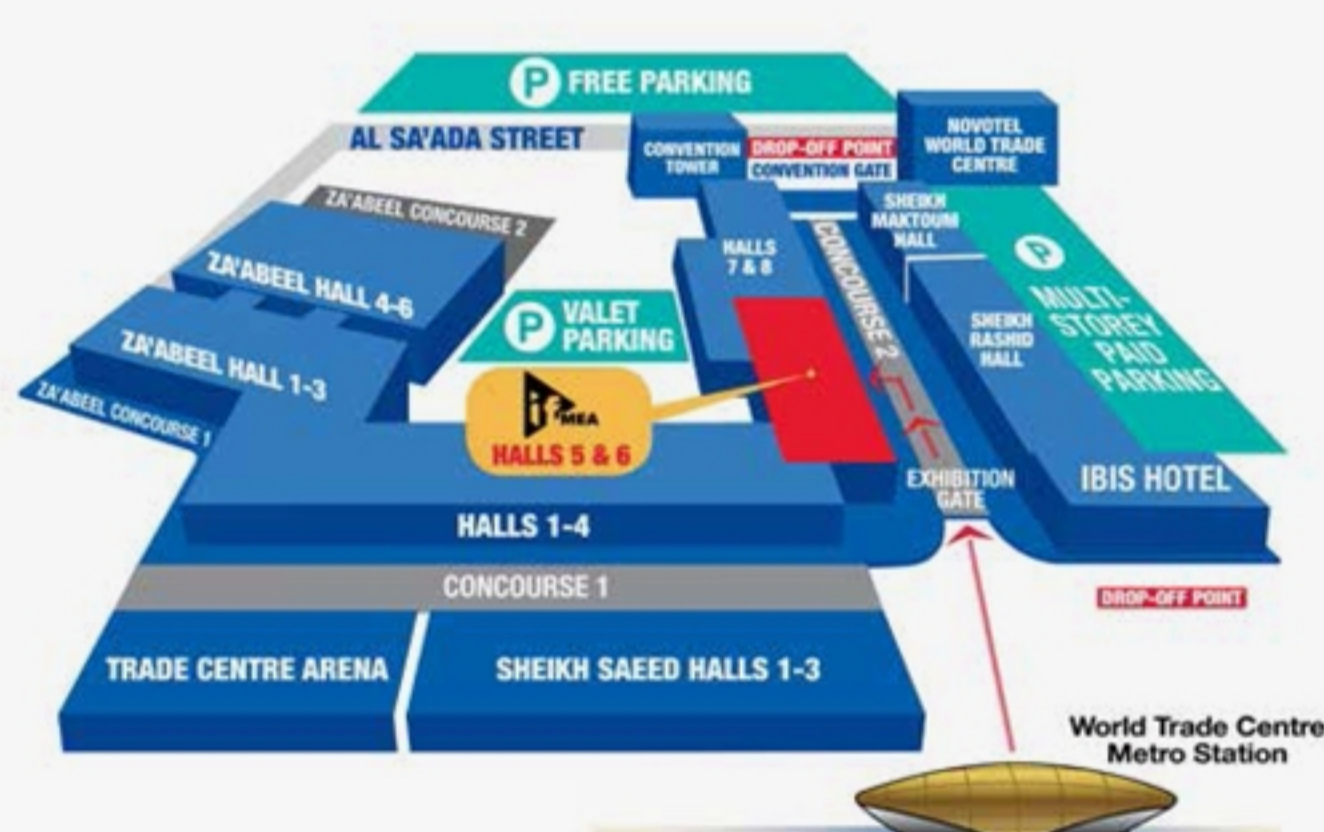 P FREE PARKING
AL SA'ADA STREET
CONVENTION
TOWER
DROP-OFF POINT
CONVENTION GATE
NOVOTEL
WORLD TRADE
CENTRE
ZA'ABEEL CONCOURSE 2
SHEIKH
MAKTOUM
HALL
ZA'ABEEL HALL 4-6
HALLS
7 & 8
CONCOURSE 2
P
MULTI-
STOREY
PAID
PARKING
P VALET
PARKING
SHEIKH
RASHID
HALL
ZA'ABEEL HALL 1-3
ZA'ABEEL CONCOURSE 1
if MEA
HALLS 5 & 6
EXHIBITION
GATE
IBIS HOTEL
HALLS 1-4
CONCOURSE 1
DROP-OFF POINT
TRADE CENTRE ARENA
SHEIKH SAEED HALLS 1-3
World Trade Centre
Metro Station